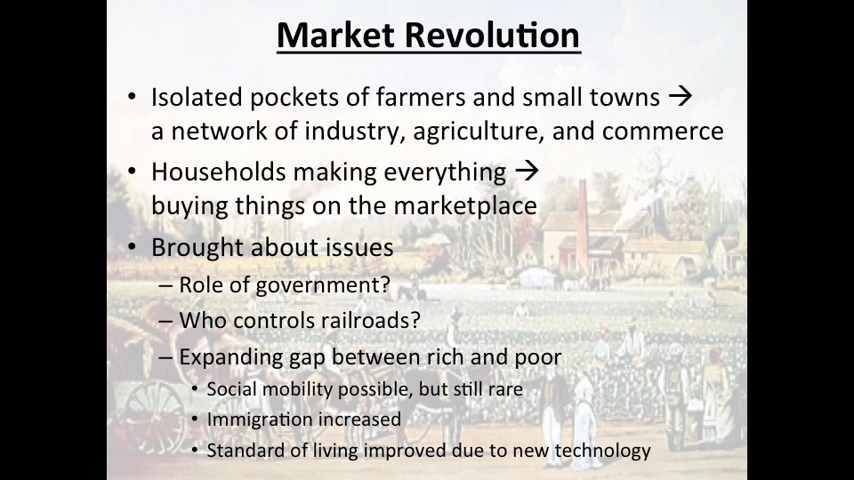 Market Revolution
• Isolated pockets of farmers and small towns →
a network of industry, agriculture, and commerce
• Households making everything →
buying things on the marketplace
• Brought about issues
– Role of government?
– Who controls railroads?
– Expanding gap between rich and poor
• Social mobility possible, but still rare
• Immigration increased
• Standard of living improved due to new technology